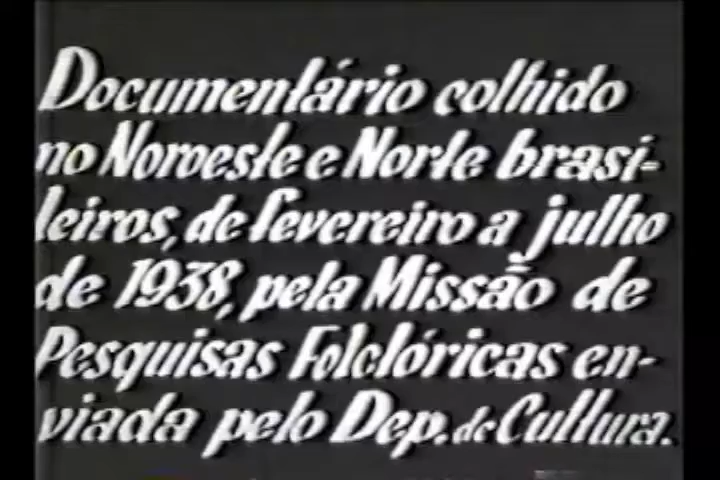 Documentário colhido
no Noroeste e Norte brasi-
leiros, de fevereiro a julho
de 1938, pela Missão de
Pesquisas Folclóricas en-
viada pelo Dep. de Cultura.